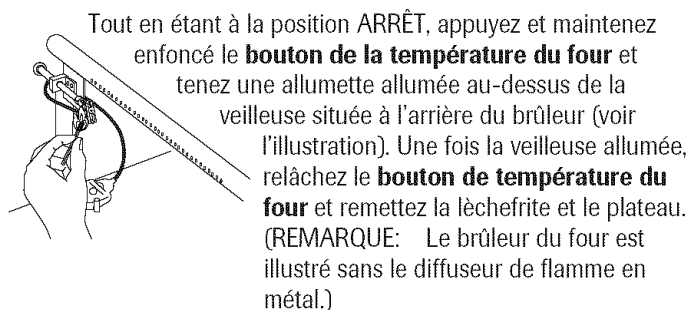 Tout en étant à la position ARRÊT, appuyez et maintenez
enfoncé le bouton de la température du four et
tenez une allumette allumée au-dessus de la
veilleuse située à l'arrière du brûleur (voir
l'illustration). Une fois la veilleuse allumée,
relâchez le bouton de température du
four et remettez la lèchefrite et le plateau.
(REMARQUE: Le brûleur du four est
illustré sans le diffuseur de flamme en
métal.)